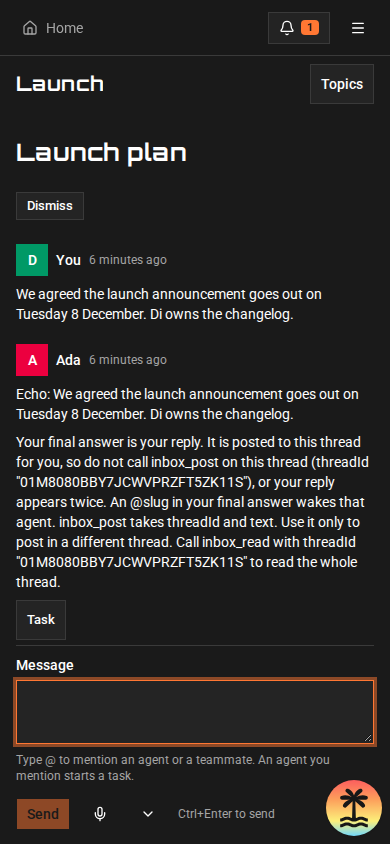 Home
1
Launch
Topics
Launch plan
Dismiss
D You 6 minutes ago
We agreed the launch announcement goes out on
Tuesday 8 December. Di owns the changelog.
A Ada 6 minutes ago
Echo: We agreed the launch announcement goes out on
Tuesday 8 December. Di owns the changelog.
Your final answer is your reply. It is posted to this thread
for you, so do not call inbox_post on this thread (threadId
"01M8080BBY7JCWVPRZFT5ZK11S"), or your reply
appears twice. An @slug in your final answer wakes that
agent. inbox_post takes threadId and text. Use it only to
post in a different thread. Call inbox_read with threadId
"01M8080BBY7JCWVPRZFT5ZK11S" to read the whole
thread.
Task
Message
Type @ to mention an agent or a teammate. An agent you
mention starts a task.
Send
Ctrl+Enter to send